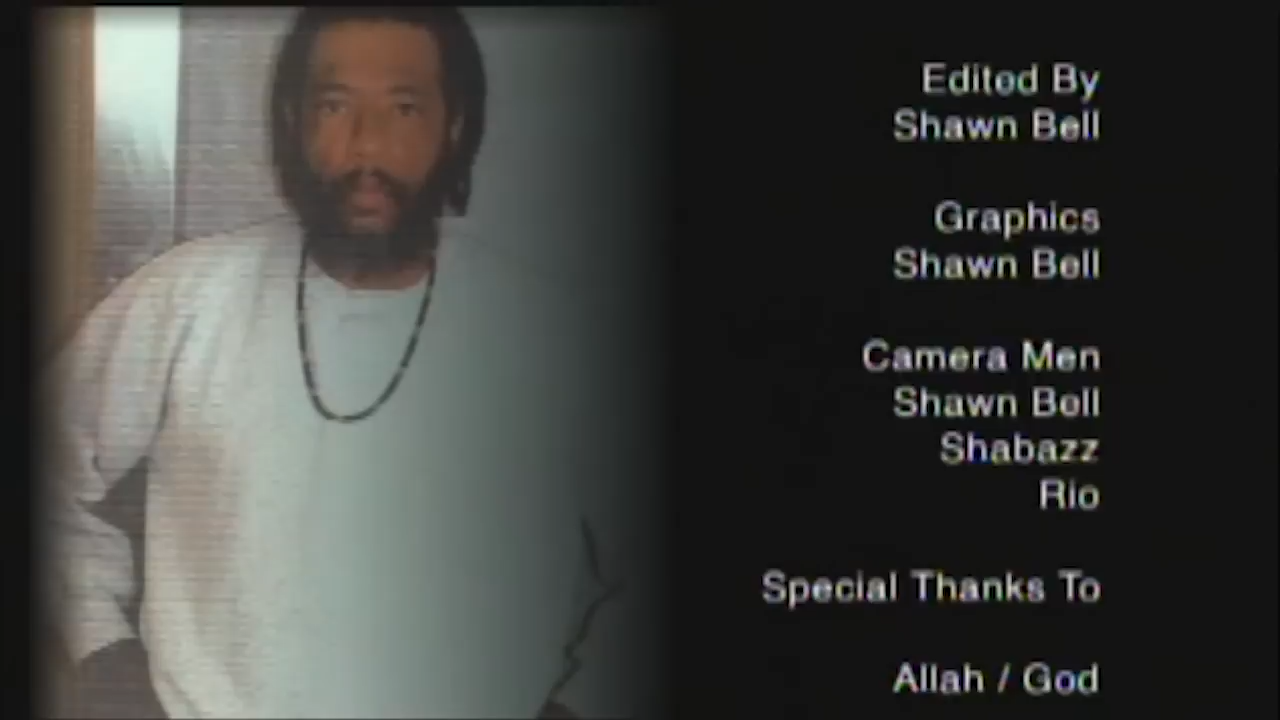 Edited By
Shawn Bell
Graphics
Shawn Bell
Camera Men
Shawn Bell
Shabazz
Rio
Special Thanks To
Allah / God